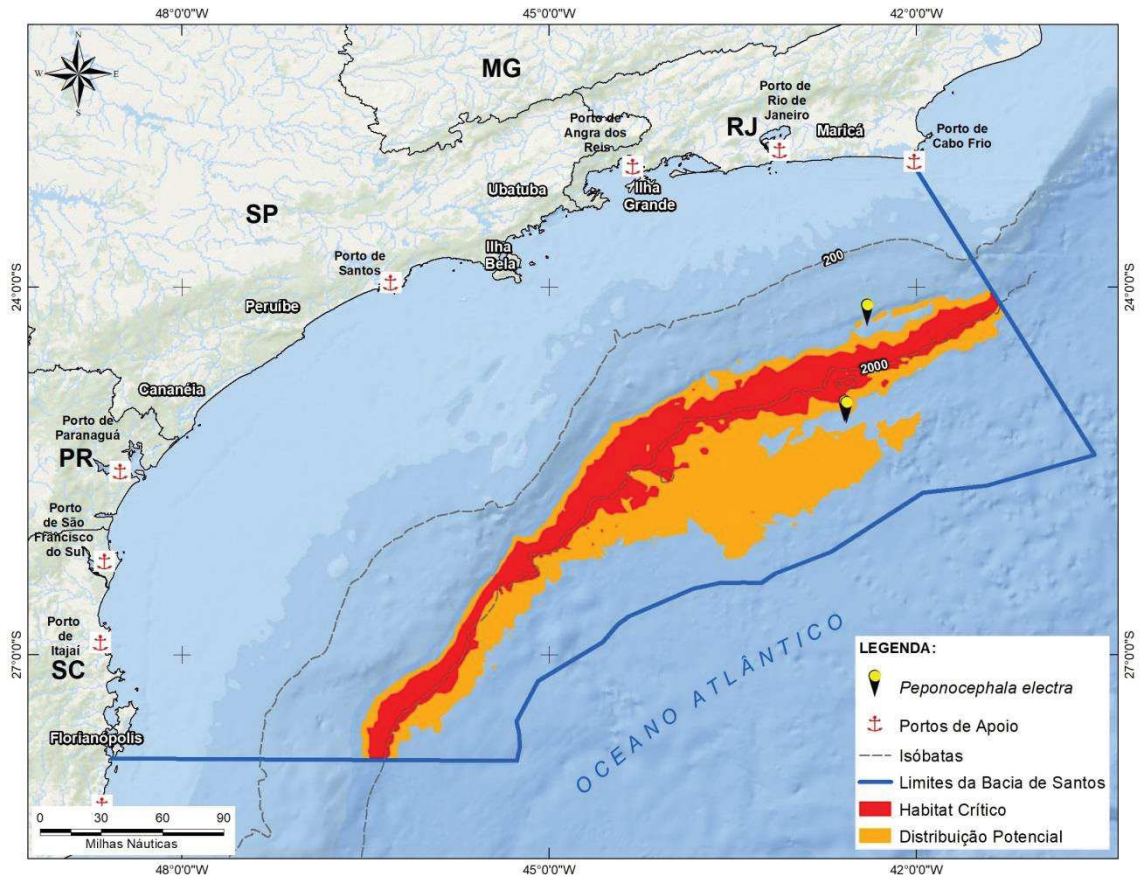 48°0'0"W
45°0'0"W
42°0'0"W
N
W
E
S
MG
Porto de
Rio de
Janeiro
Porto de
Angra dos
Reis
RJ
Maricá
Porto de
Cabo Frio
Ubatuba
Ilha
Grande
SP
Ilha
Bela
200
Porto de
Santos
24°0'0"S
24°0'0"S
Peruíbe
2000
Cananéia
Porto de
Paranaguá
PR
Porto
de São
Francisco
do Sul
Porto
de
Itajaí
SC
27°0'0"S
27°0'0"S
OCEANO ATLÂNTICO
Florianópolis
LEGENDA:
Peponocephala electra
Portos de Apoio
Isóbatas
Limites da Bacia de Santos
Habitat Crítico
Distribuição Potencial
0 30 60 90
Milhas Náuticas
48°0'0"W
45°0'0"W
42°0'0"W